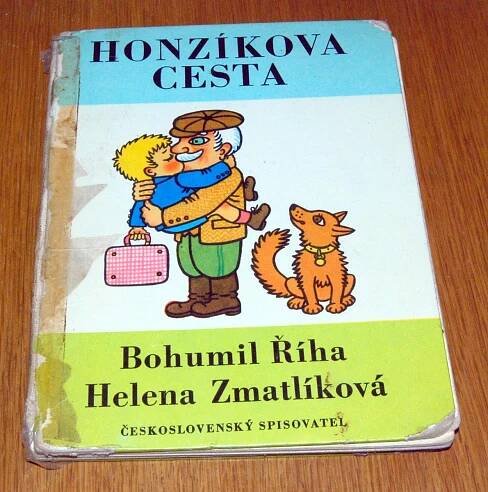 HONZÍKOVA
CESTA
Bohumil Říha
Helena Zmatlíková
ČESKOSLOVENSKÝ SPISOVATEL